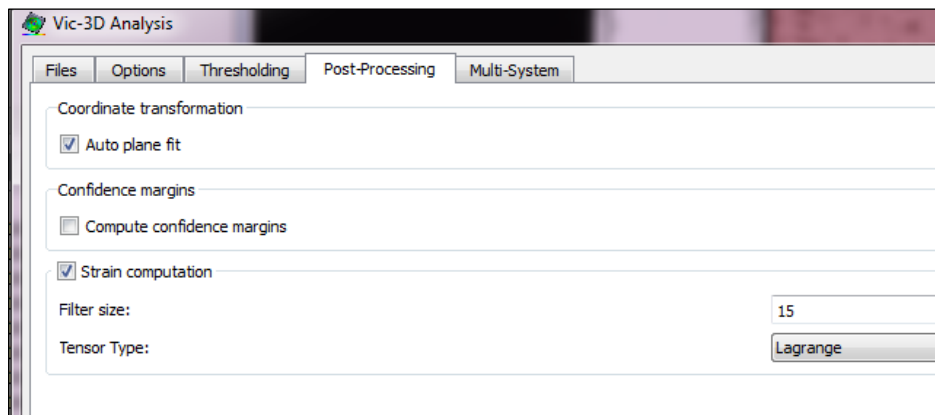 Vic-3D Analysis
Files Options Thresholding Post-Processing Multi-System
Coordinate transformation
Auto plane fit
Confidence margins
Compute confidence margins
Strain computation
Filter size: 15
Tensor Type: Lagrange